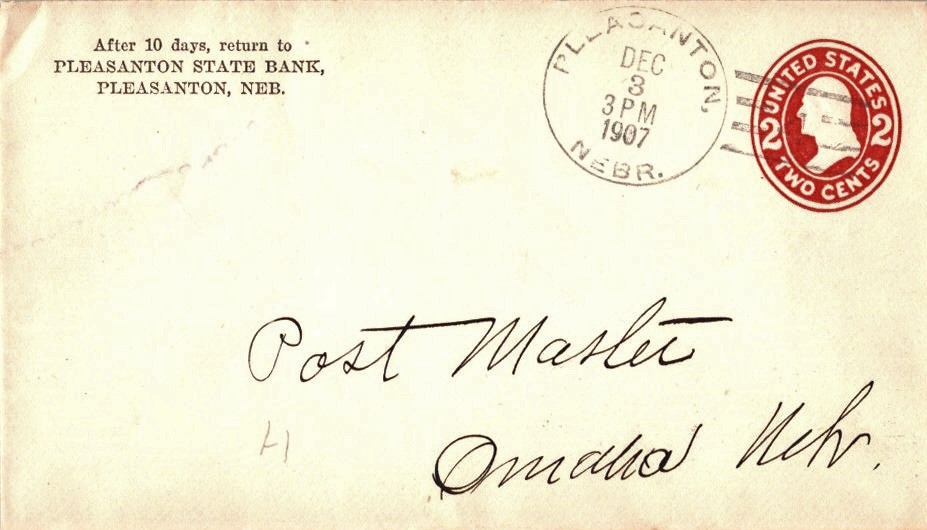 After 10 days, return to
PLEASANTON STATE BANK,
PLEASANTON, NEB.
PLEASANTON,
DEC
3
3 PM
1907
NEBR.
UNITED STATES
2 2
TWO CENTS
Post Master
Omaha Nebr.